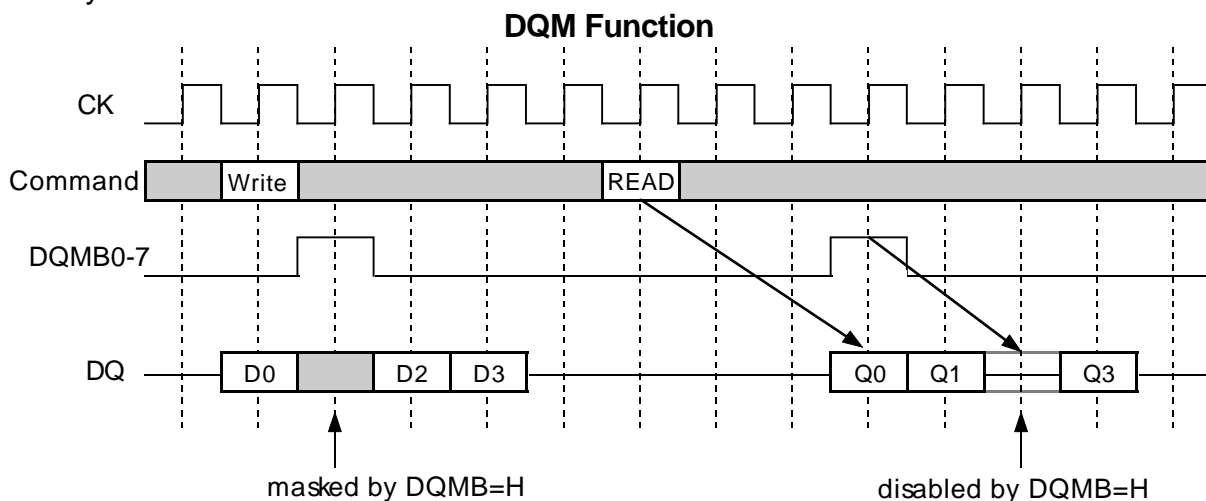 DQM Function
CK
Command Write READ
DQMB0-7
DQ D0 D2 D3 Q0 Q1 Q3
masked by DQMB=H disabled by DQMB=H